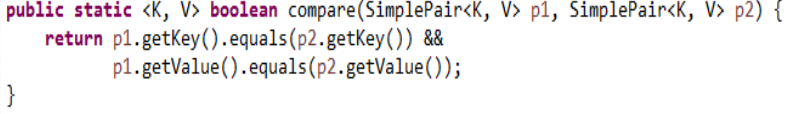 public static <K, V> boolean compare(SimplePair<K, V> p1, SimplePair<K, V> p2) {
    return p1.getKey().equals(p2.getKey()) &&
           p1.getValue().equals(p2.getValue());
}